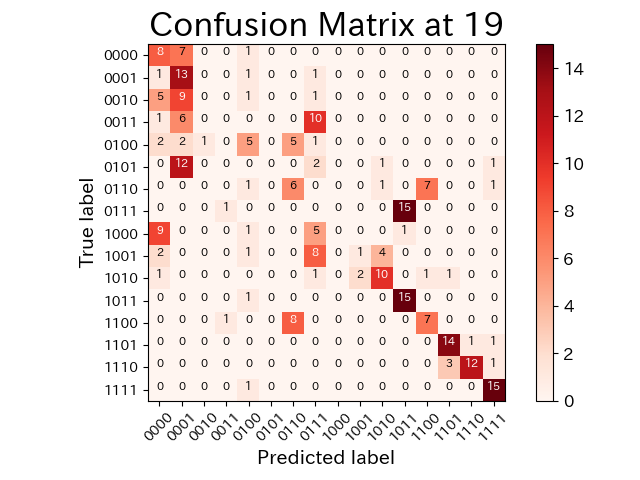 Confusion Matrix at 19
True label
0000 8 7 0 0 1 0 0 0 0 0 0 0 0 0 0 0
0001 1 13 0 0 1 0 0 1 0 0 0 0 0 0 0 0
0010 5 9 0 0 1 0 0 1 0 0 0 0 0 0 0 0
0011 1 6 0 0 0 0 0 10 0 0 0 0 0 0 0 0
0100 2 2 1 0 5 0 5 1 0 0 0 0 0 0 0 0
0101 0 12 0 0 0 0 0 2 0 0 1 0 0 0 0 1
0110 0 0 0 0 1 0 6 0 0 0 1 0 7 0 0 1
0111 0 0 0 1 0 0 0 0 0 0 0 15 0 0 0 0
1000 9 0 0 0 1 0 0 5 0 0 0 1 0 0 0 0
1001 2 0 0 0 1 0 0 8 0 1 4 0 0 0 0 0
1010 1 0 0 0 0 0 0 1 0 2 10 0 1 1 0 0
1011 0 0 0 0 1 0 0 0 0 0 0 15 0 0 0 0
1100 0 0 0 1 0 0 8 0 0 0 0 0 7 0 0 0
1101 0 0 0 0 0 0 0 0 0 0 0 0 0 14 1 1
1110 0 0 0 0 0 0 0 0 0 0 0 0 0 3 12 1
1111 0 0 0 0 1 0 0 0 0 0 0 0 0 0 0 15
0000 0001 0010 0011 0100 0101 0110 0111 1000 1001 1010 1011 1100 1101 1110 1111
Predicted label
14
12
10
8
6
4
2
0